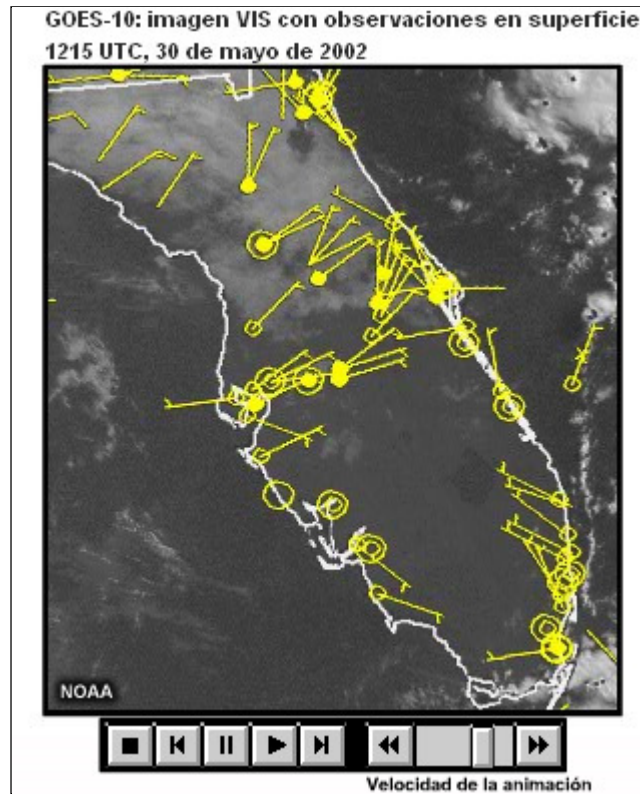 GOES-10: imagen VIS con observaciones en superficie
1215 UTC, 30 de mayo de 2002
NOAA
Velocidad de la animación